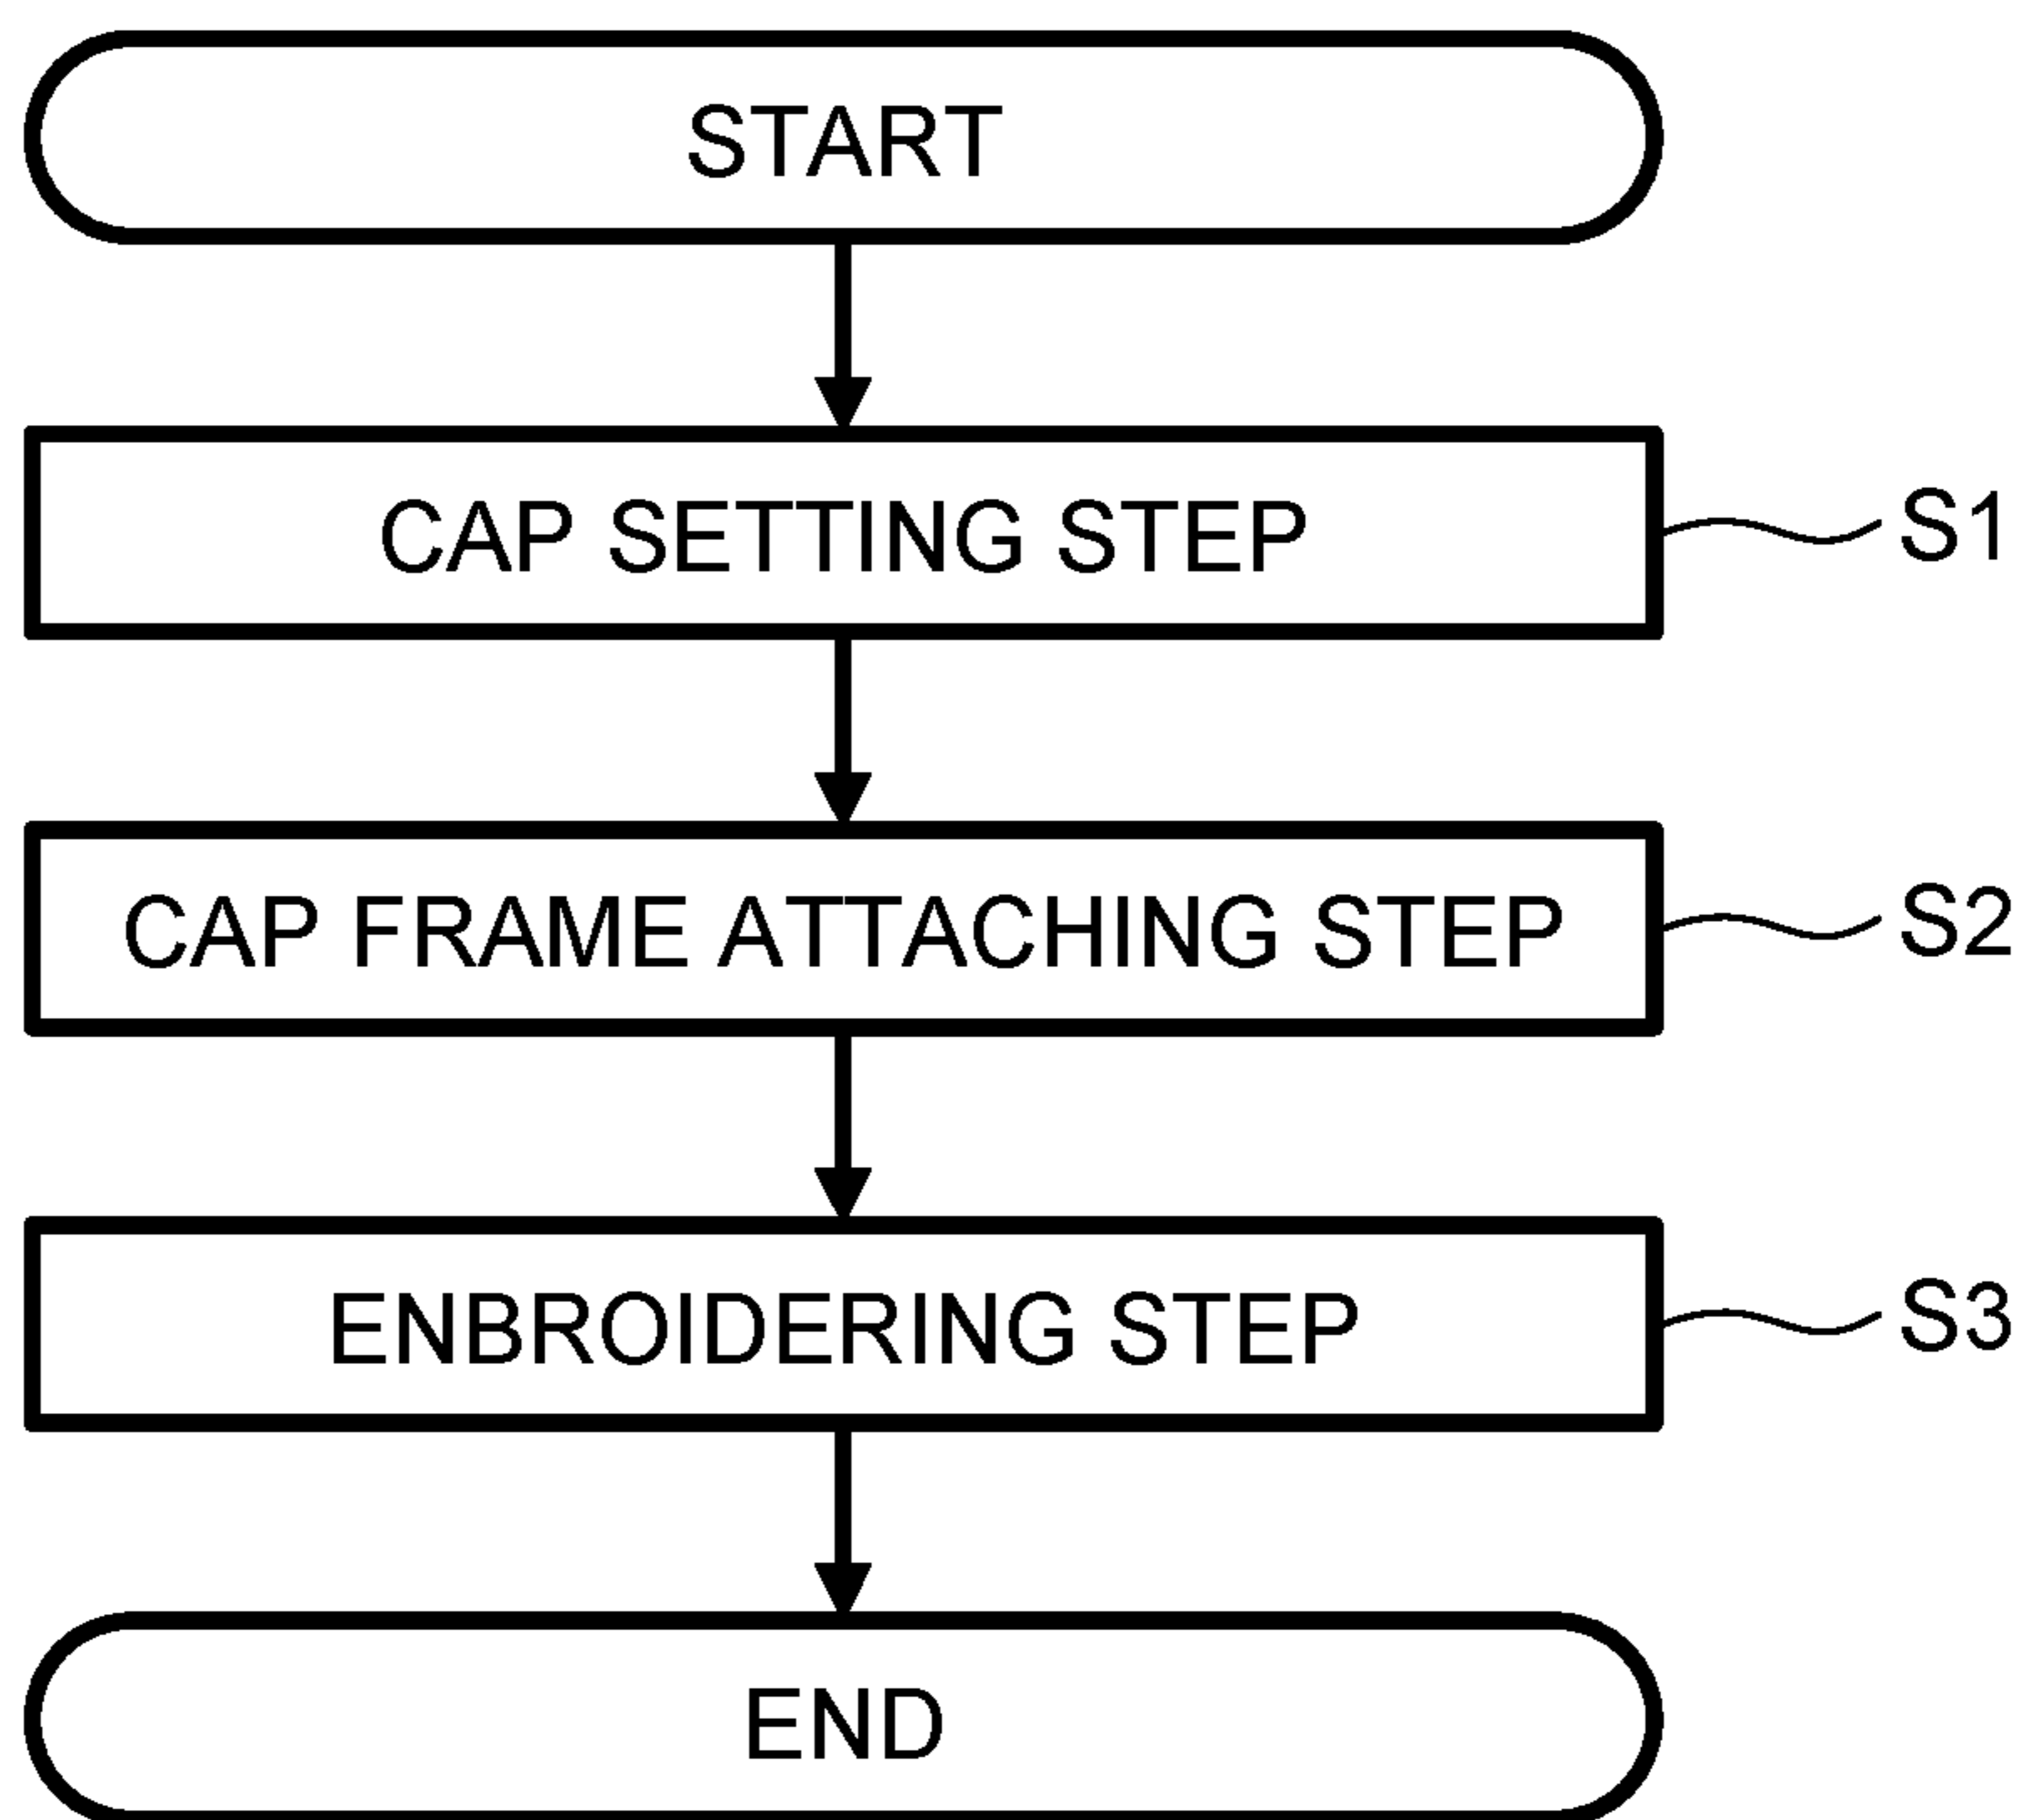 START
CAP SETTING STEP S1
CAP FRAME ATTACHING STEP S2
ENBROIDERING STEP S3
END